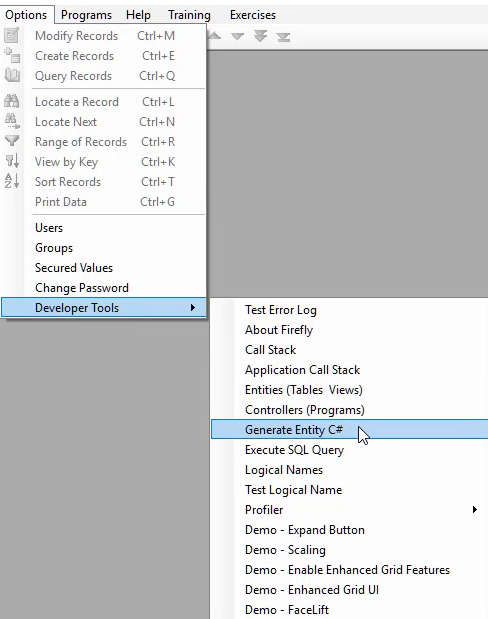 Options Programs Help Training Exercises
Modify Records Ctrl+M
Create Records Ctrl+E
Query Records Ctrl+Q
Locate a Record Ctrl+L
Locate Next Ctrl+N
Range of Records Ctrl+R
View by Key Ctrl+K
Sort Records Ctrl+T
Print Data Ctrl+G
Users
Groups
Secured Values
Change Password
Developer Tools
Test Error Log
About Firefly
Call Stack
Application Call Stack
Entities (Tables Views)
Controllers (Programs)
Generate Entity C#
Execute SQL Query
Logical Names
Test Logical Name
Profiler
Demo - Expand Button
Demo - Scaling
Demo - Enable Enhanced Grid Features
Demo - Enhanced Grid UI
Demo - FaceLift